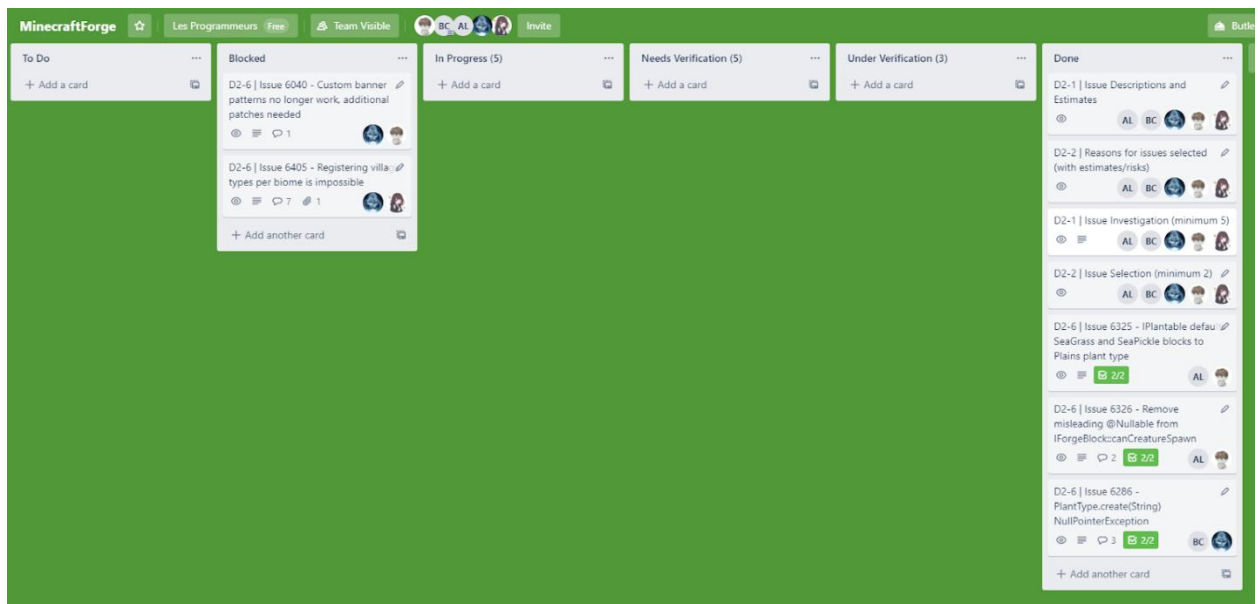 MinecraftForge
Les Programmeurs Free
Team Visible
BC AL
Invite
To Do
+ Add a card
Blocked
D2-6 | Issue 6040 - Custom banner
patterns no longer work, additional
patches needed
1
D2-6 | Issue 6405 - Registering
types per biome is impossible
7 1
+ Add another card
In Progress (5)
+ Add a card
Needs Verification (5)
+ Add a card
Under Verification (3)
+ Add a card
Done
D2-1 | Issue Descriptions and
Estimates
AL BC
D2-2 | Reasons for issues selected
(with estimates/risks)
AL BC
D2-1 | Issue Investigation (minimum 5)
AL BC
D2-2 | Issue Selection (minimum 2)
AL BC
D2-6 | Issue 6325 - IPlantable defau
SeaGrass and SeaPickle blocks to
Plains plant type
2/2 AL
D2-6 | Issue 6326 - Remove
misleading @Nullable from
IForgeBlock::canCreatureSpawn
2 2/2 AL
D2-6 | Issue 6286 -
PlantType.create(String)
NullPointerException
3 2/2 BC
+ Add another card
Butle